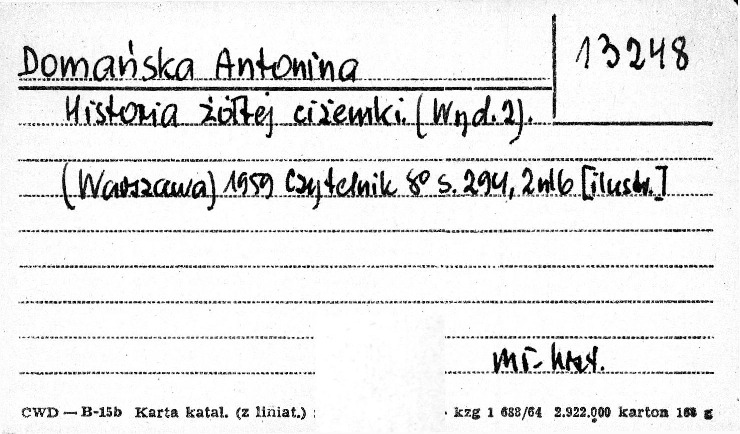 13248
Domańska Antonina
Historia żółtej ciżemki. (Wyd. 2).
(Warszawa) 1959 Czytelnik 8° s. 294, 2nlb [ilustr.]
CWD — B-15b Karta katal. (z liniat.) kzg 1 688/64 2.922.000 karton g